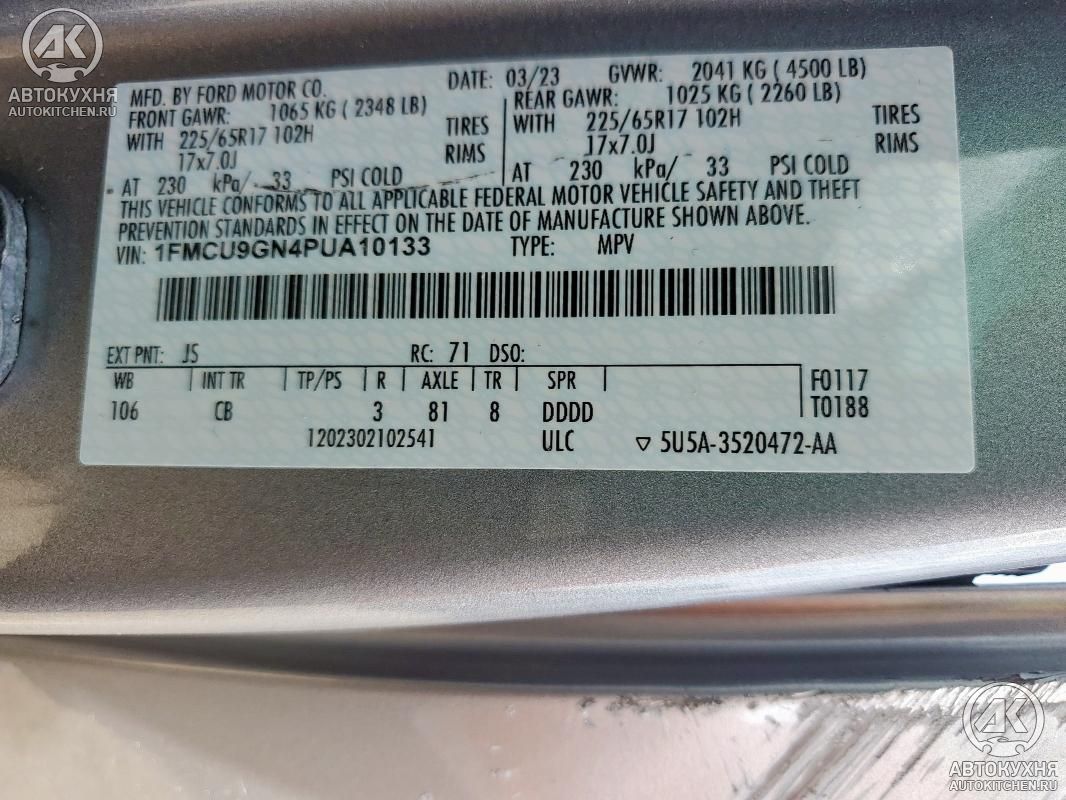 АК
АВТОКУХНЯ
AUTOKITCHEN.RU
MFD. BY FORD MOTOR CO. DATE: 03/23 GVWR: 2041 KG ( 4500 LB)
FRONT GAWR: 1065 KG ( 2348 LB) REAR GAWR: 1025 KG ( 2260 LB)
WITH 225/65R17 102H TIRES WITH 225/65R17 102H TIRES
17x7.0J RIMS 17x7.0J RIMS
AT 230 kPa/ 33 PSI COLD AT 230 kPa/ 33 PSI COLD
THIS VEHICLE CONFORMS TO ALL APPLICABLE FEDERAL MOTOR VEHICLE SAFETY AND THEFT
PREVENTION STANDARDS IN EFFECT ON THE DATE OF MANUFACTURE SHOWN ABOVE.
VIN: 1FMCU9GN4PUA10133 TYPE: MPV
EXT PNT: JS RC: 71 DSO:
WB INT TR TP/PS R AXLE TR SPR F0117
106 CB 3 81 8 DDDD T0188
1202302102541 ULC ▽ 5U5A-3520472-AA
АК
АВТОКУХНЯ
AUTOKITCHEN.RU